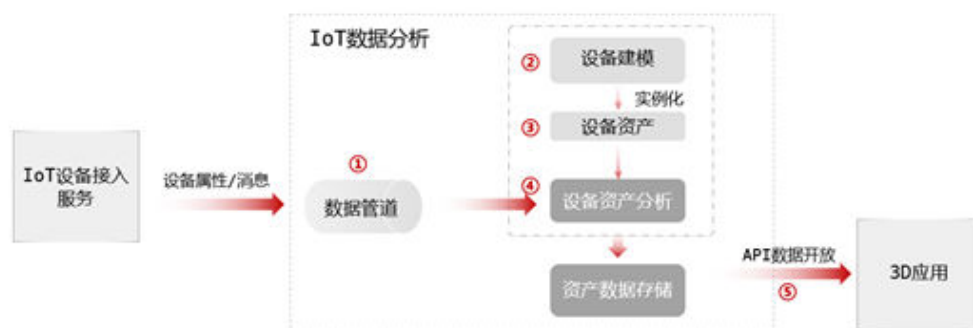 IoT数据分析
②
设备建模
实例化
③
设备资产
①
IoT设备接入
服务
设备属性/消息
数据管道
④
设备资产分析
API数据开放
⑤
资产数据存储
3D应用